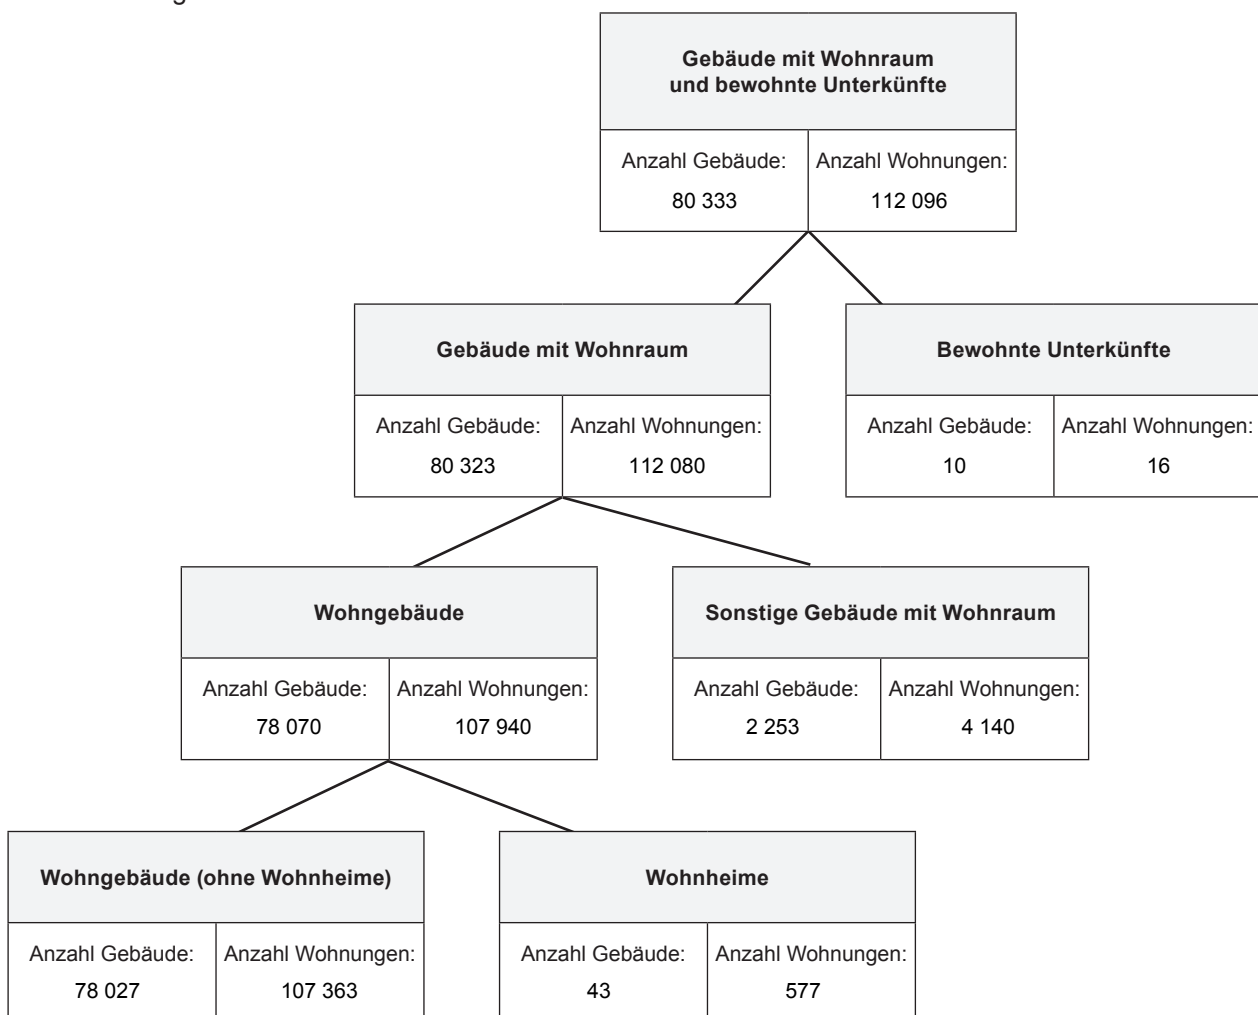 Gebäude mit Wohnraum
und bewohnte Unterkünfte
Anzahl Gebäude: Anzahl Wohnungen:
80 333 112 096
Gebäude mit Wohnraum Bewohnte Unterkünfte
Anzahl Gebäude: Anzahl Wohnungen: Anzahl Gebäude: Anzahl Wohnungen:
80 323 112 080 10 16
Wohngebäude Sonstige Gebäude mit Wohnraum
Anzahl Gebäude: Anzahl Wohnungen: Anzahl Gebäude: Anzahl Wohnungen:
78 070 107 940 2 253 4 140
Wohngebäude (ohne Wohnheime) Wohnheime
Anzahl Gebäude: Anzahl Wohnungen: Anzahl Gebäude: Anzahl Wohnungen:
78 027 107 363 43 577